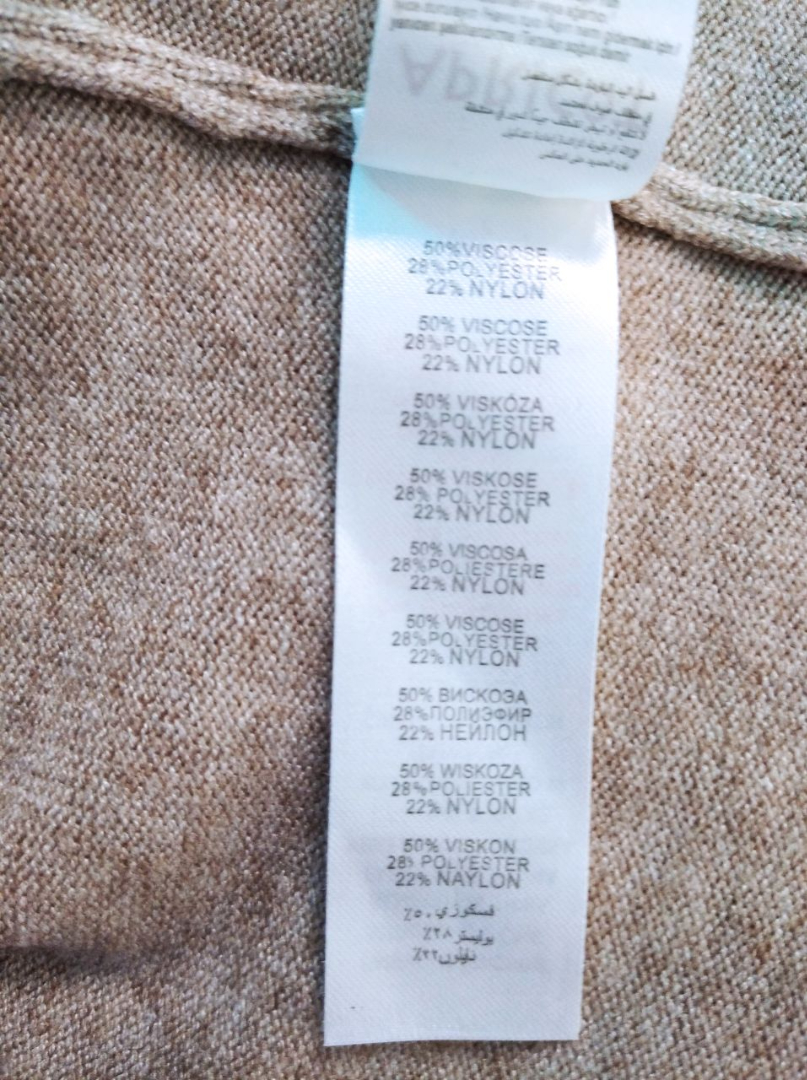 50%VISCOSE
28%POLYESTER
22% NYLON
50% VISCOSE
28%POLYESTER
22% NYLON
50% VISKÓZA
28%POLYESTER
22% NYLON
50% VISKOSE
28% POLYESTER
22% NYLON
50% VISCOSA
28%POLIESTERE
22% NYLON
50% VISCOSE
28%POLYESTER
22% NYLON
50% ВИСКОЭА
28%ПОЛИЭФИР
22% НЕЙЛОН
50% WISKOZA
28%POLIESTER
22% NYLON
50% VISKON
28% POLYESTER
22% NAYLON
فسكوزي ٥٠٪
بوليستر ٢٨٪
نايلون ٢٢٪